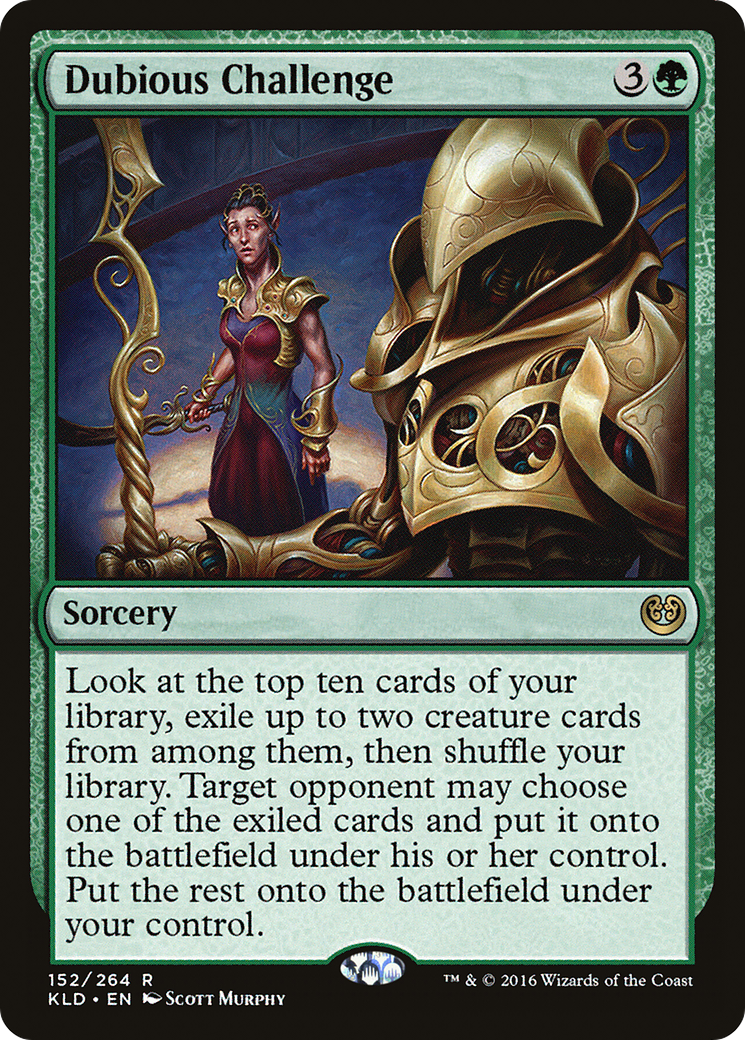 Dubious Challenge 3
Sorcery
Look at the top ten cards of your
library, exile up to two creature cards
from among them, then shuffle your
library. Target opponent may choose
one of the exiled cards and put it onto
the battlefield under his or her control.
Put the rest onto the battlefield under
your control.
152/264 R
KLD • EN Scott Murphy
™ & © 2016 Wizards of the Coast